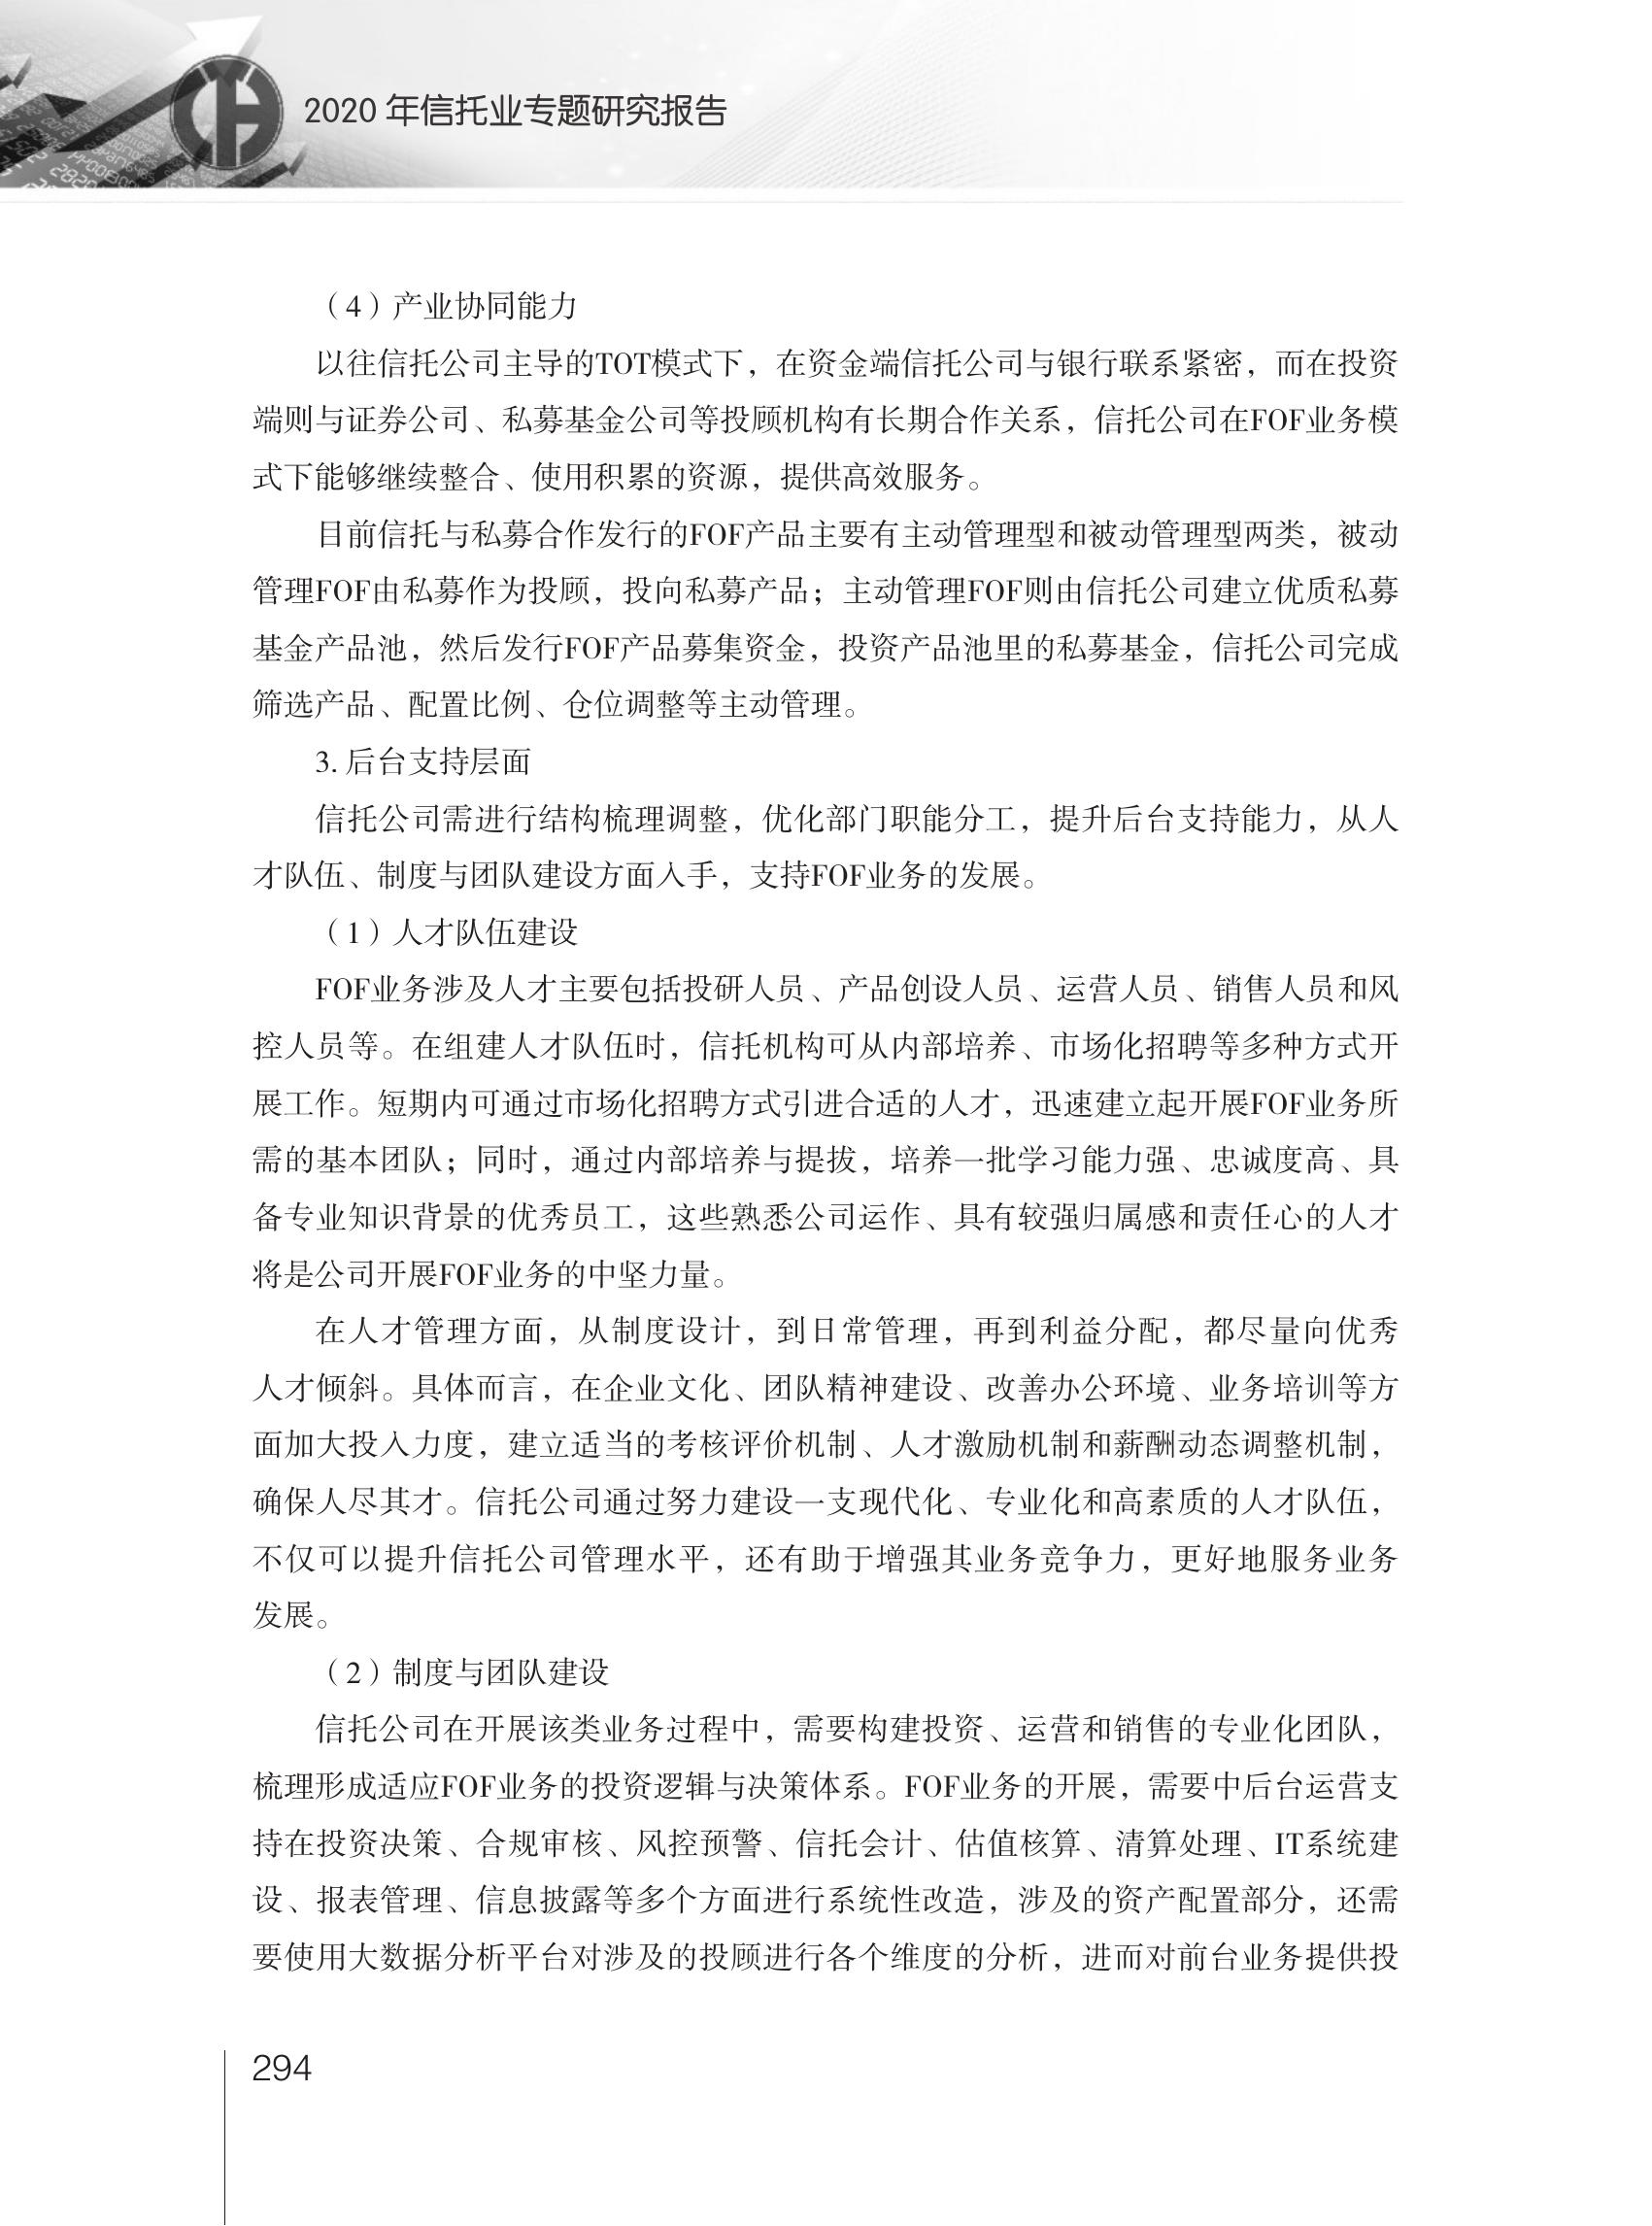 2020 年信托业专题研究报告
（4）产业协同能力
以往信托公司主导的TOT模式下，在资金端信托公司与银行联系紧密，而在投资
端则与证券公司、私募基金公司等投顾机构有长期合作关系，信托公司在FOF业务模
式下能够继续整合、使用积累的资源，提供高效服务。
目前信托与私募合作发行的FOF产品主要有主动管理型和被动管理型两类，被动
管理FOF由私募作为投顾，投向私募产品；主动管理FOF则由信托公司建立优质私募
基金产品池，然后发行FOF产品募集资金，投资产品池里的私募基金，信托公司完成
筛选产品、配置比例、仓位调整等主动管理。
3. 后台支持层面
信托公司需进行结构梳理调整，优化部门职能分工，提升后台支持能力，从人
才队伍、制度与团队建设方面入手，支持FOF业务的发展。
（1）人才队伍建设
FOF业务涉及人才主要包括投研人员、产品创设人员、运营人员、销售人员和风
控人员等。在组建人才队伍时，信托机构可从内部培养、市场化招聘等多种方式开
展工作。短期内可通过市场化招聘方式引进合适的人才，迅速建立起开展FOF业务所
需的基本团队；同时，通过内部培养与提拔，培养一批学习能力强、忠诚度高、具
备专业知识背景的优秀员工，这些熟悉公司运作、具有较强归属感和责任心的人才
将是公司开展FOF业务的中坚力量。
在人才管理方面，从制度设计，到日常管理，再到利益分配，都尽量向优秀
人才倾斜。具体而言，在企业文化、团队精神建设、改善办公环境、业务培训等方
面加大投入力度，建立适当的考核评价机制、人才激励机制和薪酬动态调整机制，
确保人尽其才。信托公司通过努力建设一支现代化、专业化和高素质的人才队伍，
不仅可以提升信托公司管理水平，还有助于增强其业务竞争力，更好地服务业务
发展。
（2）制度与团队建设
信托公司在开展该类业务过程中，需要构建投资、运营和销售的专业化团队，
梳理形成适应FOF业务的投资逻辑与决策体系。FOF业务的开展，需要中后台运营支
持在投资决策、合规审核、风控预警、信托会计、估值核算、清算处理、IT系统建
设、报表管理、信息披露等多个方面进行系统性改造，涉及的资产配置部分，还需
要使用大数据分析平台对涉及的投顾进行各个维度的分析，进而对前台业务提供投
294